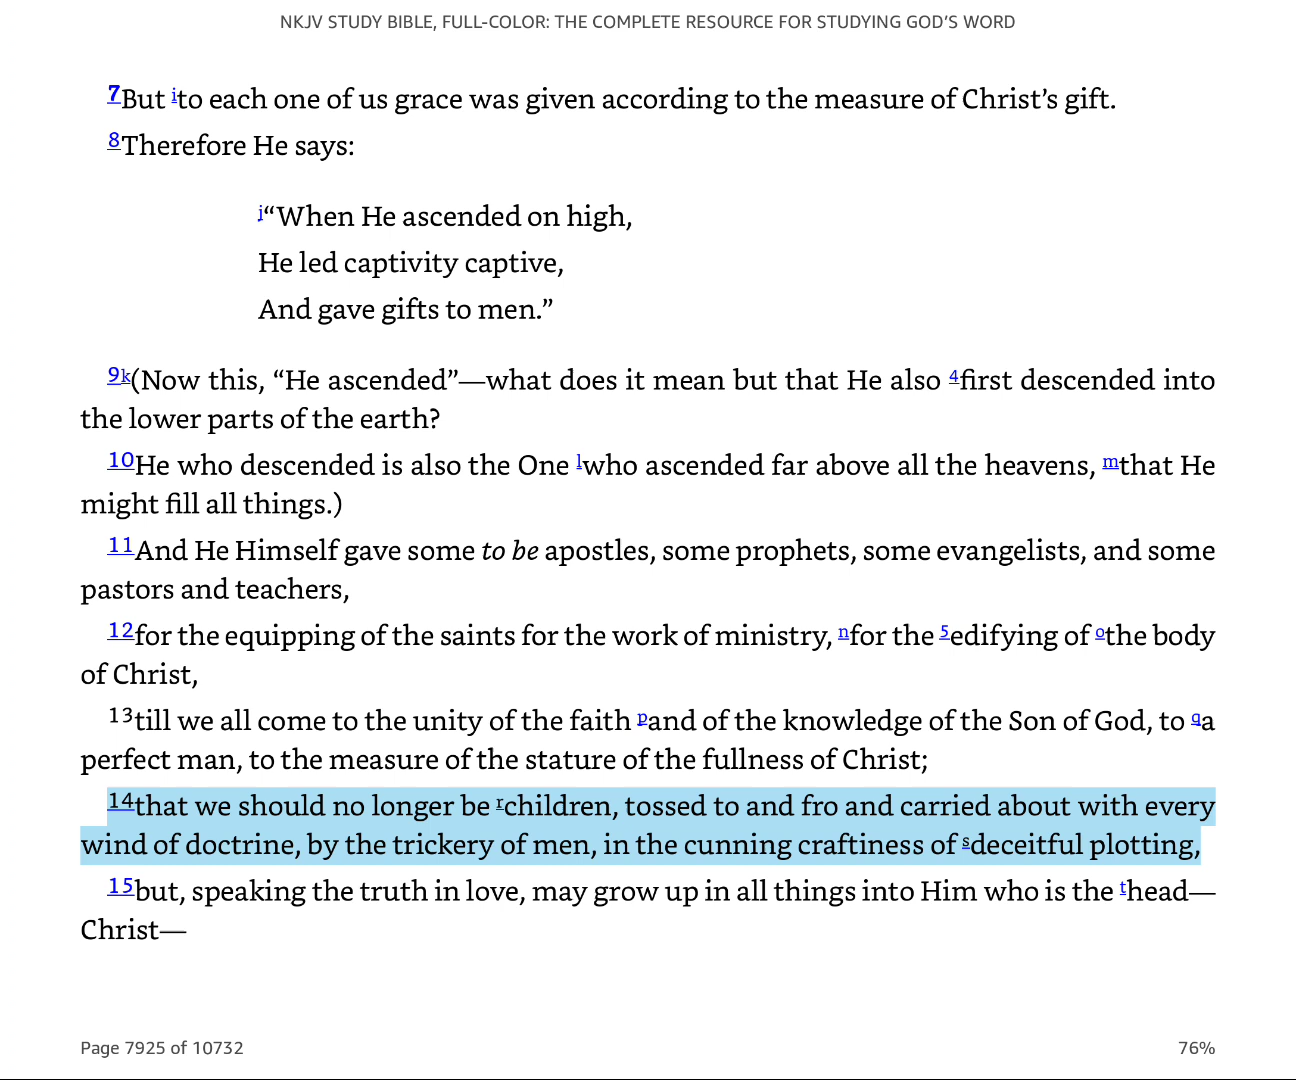 NKJV STUDY BIBLE, FULL-COLOR: THE COMPLETE RESOURCE FOR STUDYING GOD’S WORD
7But ito each one of us grace was given according to the measure of Christ’s gift.
8Therefore He says:
j“When He ascended on high,
He led captivity captive,
And gave gifts to men.”
9k(Now this, “He ascended”—what does it mean but that He also 4first descended into
the lower parts of the earth?
10He who descended is also the One lwho ascended far above all the heavens, mthat He
might fill all things.)
11And He Himself gave some to be apostles, some prophets, some evangelists, and some
pastors and teachers,
12for the equipping of the saints for the work of ministry, nfor the 5edifying of othe body
of Christ,
13till we all come to the unity of the faith pand of the knowledge of the Son of God, to qa
perfect man, to the measure of the stature of the fullness of Christ;
14that we should no longer be rchildren, tossed to and fro and carried about with every
wind of doctrine, by the trickery of men, in the cunning craftiness of sdeceitful plotting,
15but, speaking the truth in love, may grow up in all things into Him who is the thead—
Christ—
Page 7925 of 10732
76%